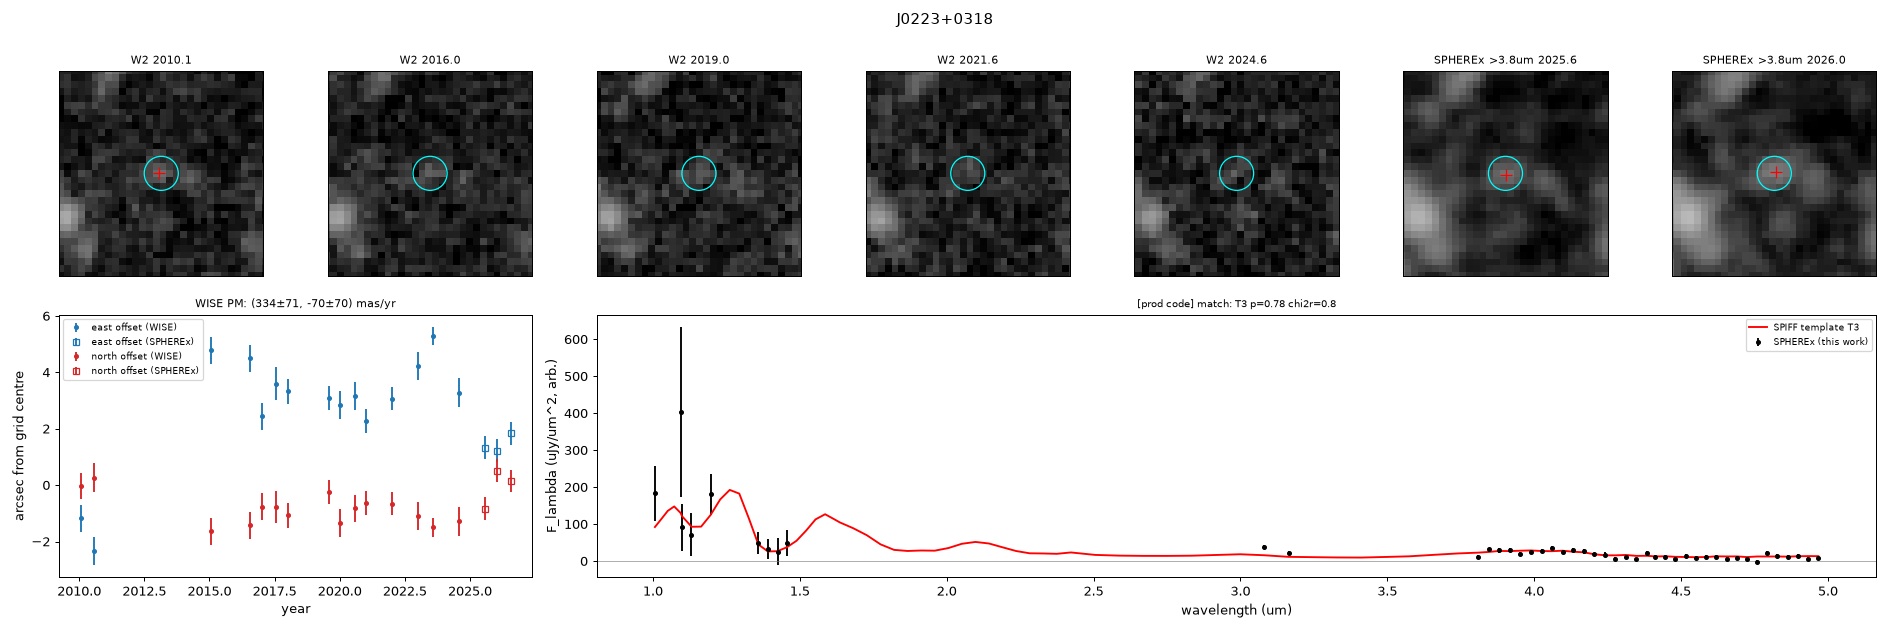 J0223+0318
W2 2010.1
W2 2016.0
W2 2019.0
W2 2021.6
W2 2024.6
SPHEREx >3.8um 2025.6
SPHEREx >3.8um 2026.0
WISE PM: (334±71, -70±70) mas/yr
6
4
2
0
−2
arcsec from grid centre
east offset (WISE)
east offset (SPHEREx)
north offset (WISE)
north offset (SPHEREx)
2010.0
2012.5
2015.0
2017.5
2020.0
2022.5
2025.0
year
[prod code] match: T3 p=0.78 chi2r=0.8
600
500
400
300
200
100
0
F_lambda (uJy/um^2, arb.)
SPIFF template T3
SPHEREx (this work)
1.0
1.5
2.0
2.5
3.0
3.5
4.0
4.5
5.0
wavelength (um)